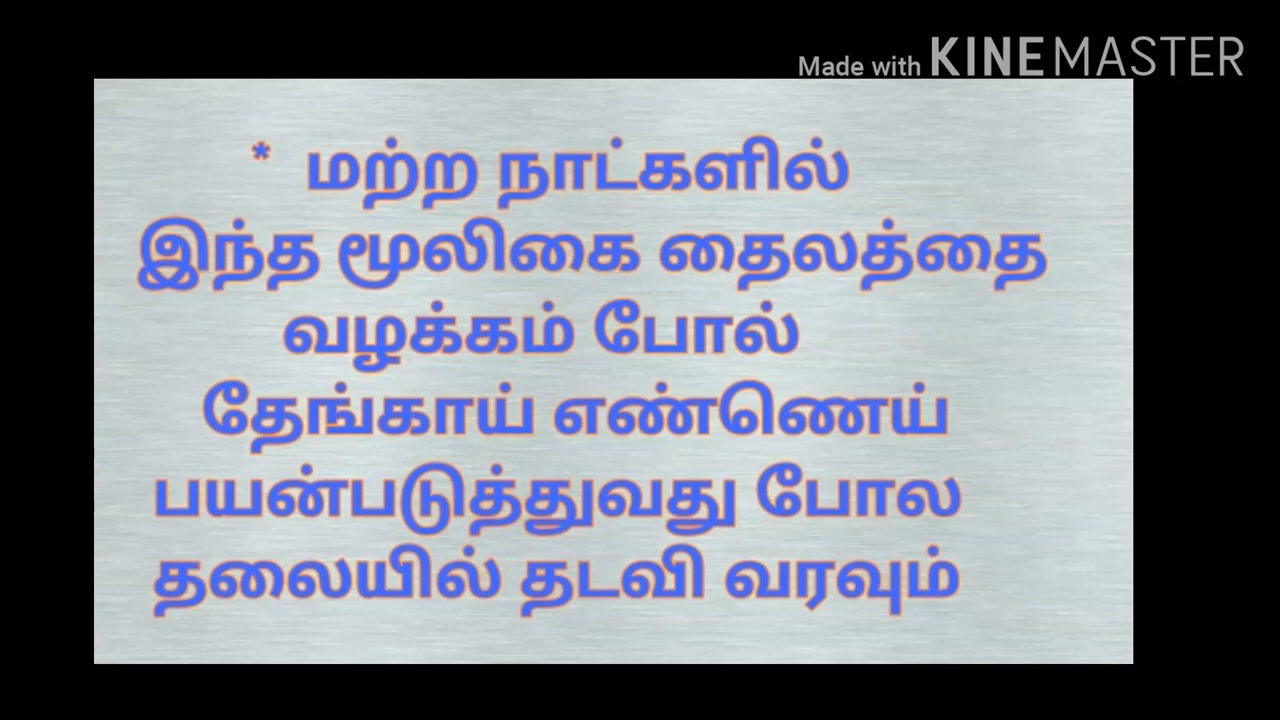 Made with KINEMASTER
* மற்ற நாட்களில்
இந்த மூலிகை தைலத்தை
வழக்கம் போல்
தேங்காய் எண்ணெய்
பயன்படுத்துவது போல
தலையில் தடவி வரவும்